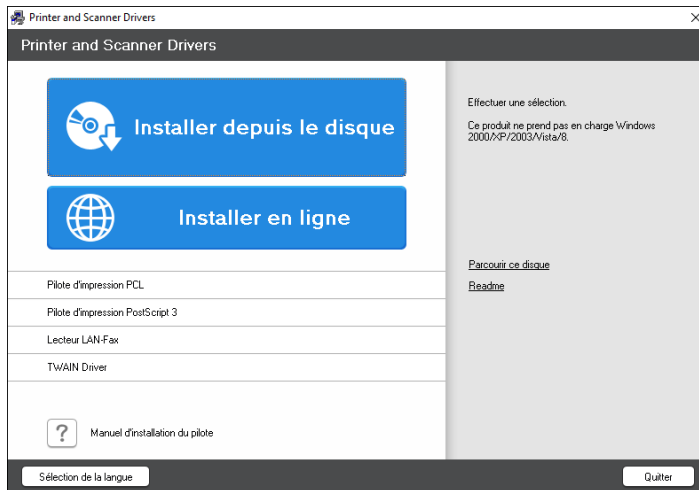 Printer and Scanner Drivers
Printer and Scanner Drivers
Installer depuis le disque
Installer en ligne
Pilote d'impression PCL
Pilote d'impression PostScript 3
Lecteur LAN-Fax
TWAIN Driver
? Manuel d'installation du pilote
Effectuer une sélection.
Ce produit ne prend pas en charge Windows
2000/XP/2003/Vista/8.
Parcourir ce disque
Readme
Sélection de la langue
Quitter